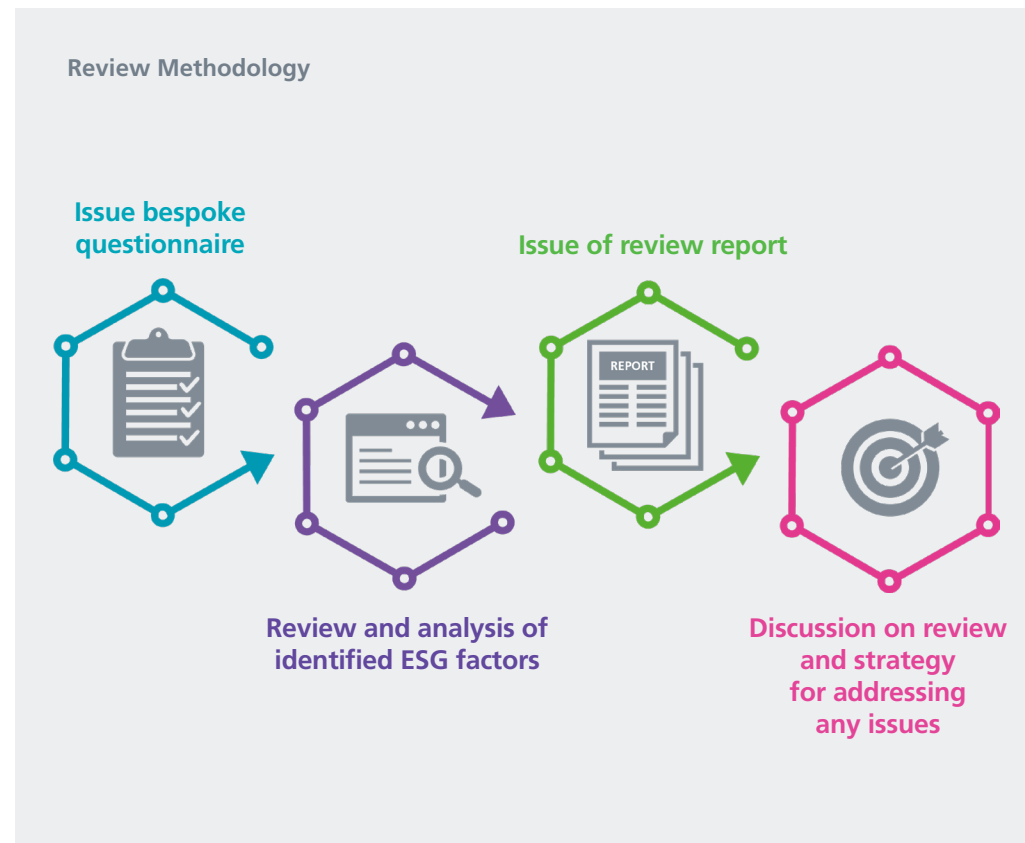 Review Methodology
Issue bespoke
questionnaire
Review and analysis of
identified ESG factors
Issue of review report
REPORT
Discussion on review
and strategy
for addressing
any issues